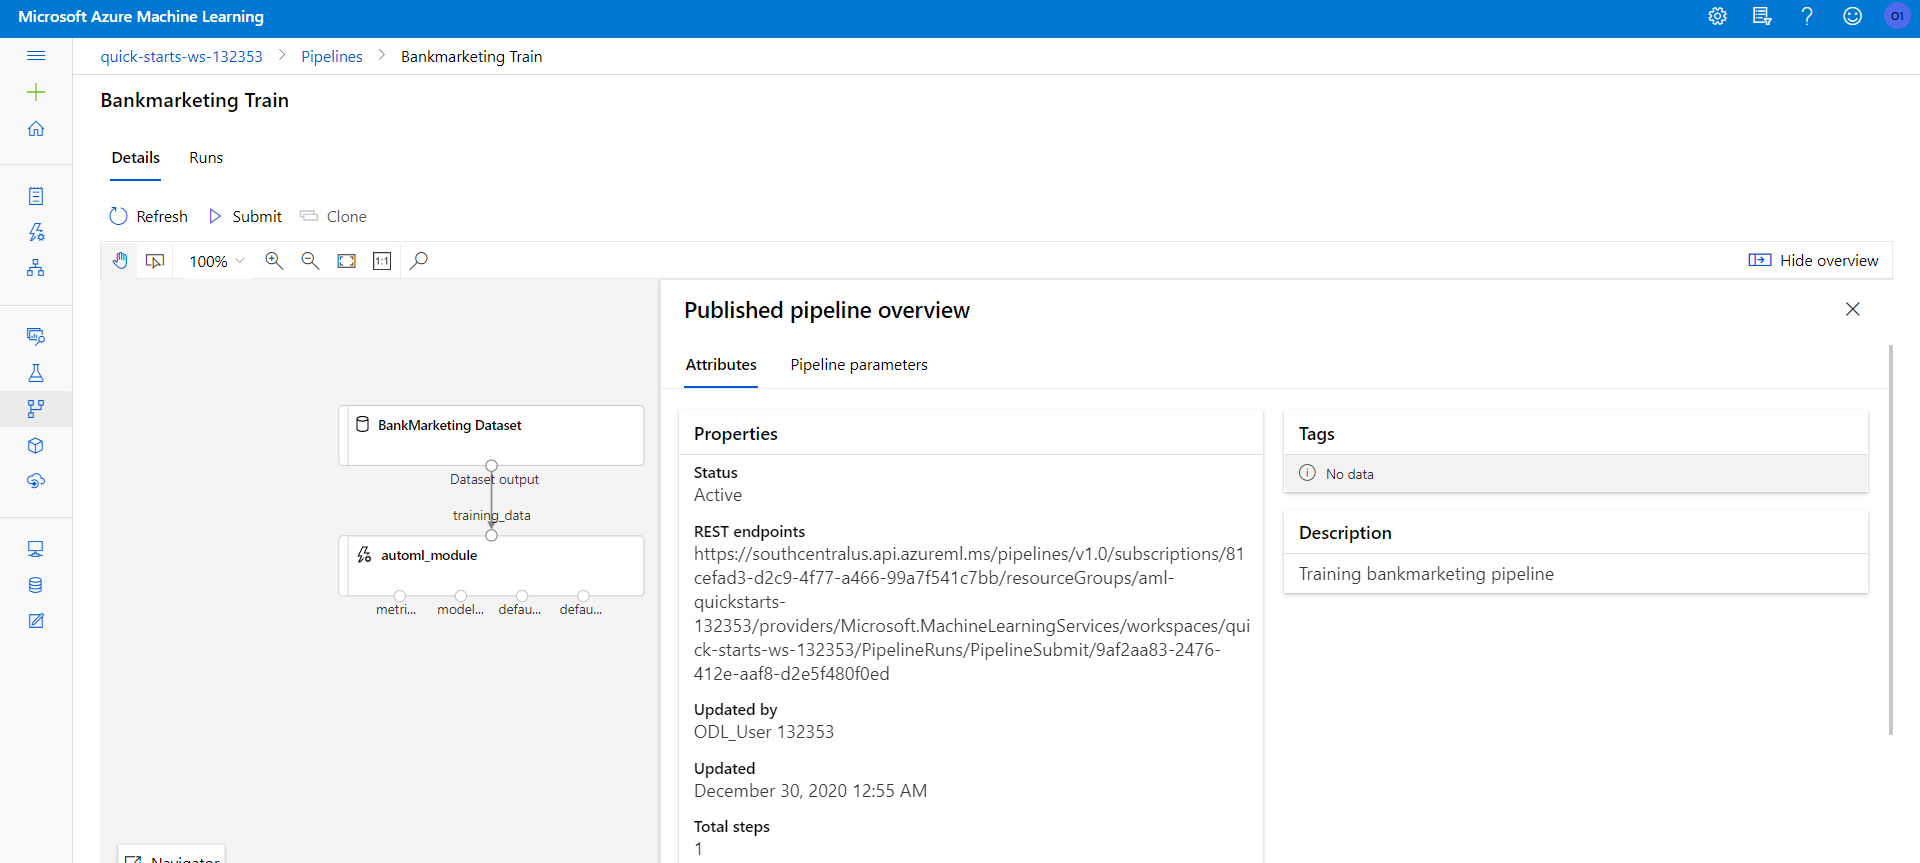 Microsoft Azure Machine Learning
O1
quick-starts-ws-132353 > Pipelines > Bankmarketing Train
Bankmarketing Train
Details Runs
Refresh Submit Clone
100% 1:1 Hide overview
Published pipeline overview
Attributes Pipeline parameters
BankMarketing Dataset
Dataset output
training_data
automl_module
metri... model... defau... defau...
Navigator
Properties
Status
Active
REST endpoints
https://southcentralus.api.azureml.ms/pipelines/v1.0/subscriptions/81
cefad3-d2c9-4f77-a466-99a7f541c7bb/resourceGroups/aml-
quickstarts-
132353/providers/Microsoft.MachineLearningServices/workspaces/qui
ck-starts-ws-132353/PipelineRuns/PipelineSubmit/9af2aa83-2476-
412e-aaf8-d2e5f480f0ed
Updated by
ODL_User 132353
Updated
December 30, 2020 12:55 AM
Total steps
1
Tags
No data
Description
Training bankmarketing pipeline